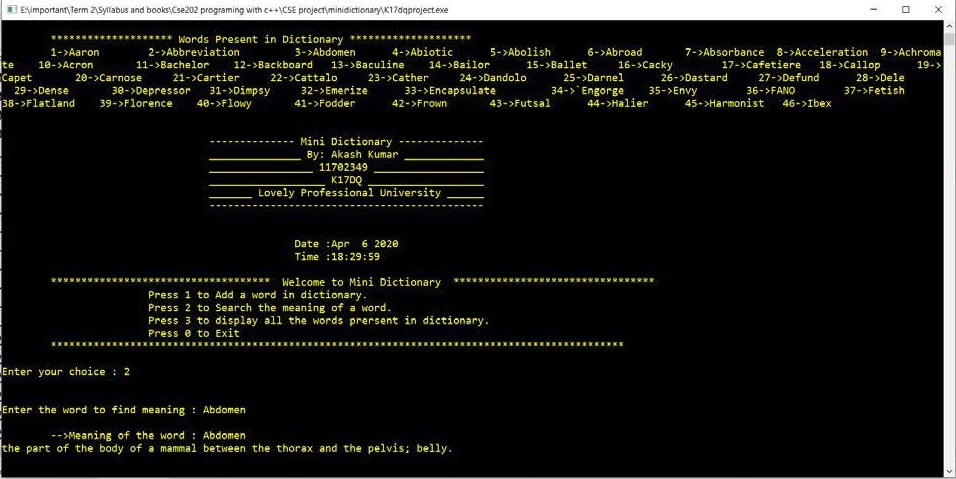 E:\important\Term 2\Syllabus and books\Cse202 programing with c++\CSE project\minidictionary\K17dqproject.exe
******************** Words Present in Dictionary ********************
1->Aaron 2->Abbreviation 3->Abdomen 4->Abiotic 5->Abolish 6->Abroad 7->Absorbance 8->Acceleration 9->Achroma
te 10->Acron 11->Bachelor 12->Backboard 13->Baculine 14->Bailor 15->Ballet 16->Cacky 17->Cafetiere 18->Callop 19->
Capet 20->Carnose 21->Cartier 22->Cattalo 23->Cather 24->Dandolo 25->Darnel 26->Dastard 27->Defund 28->Dele
29->Dense 30->Depressor 31->Dimpsy 32->Emerize 33->Encapsulate 34->`Engorge 35->Envy 36->FANO 37->Fetish
38->Flatland 39->Florence 40->Flowy 41->Fodder 42->Frown 43->Futsal 44->Halier 45->Harmonist 46->Ibex
-------------- Mini Dictionary --------------
_______________ By: Akash Kumar _____________
_________________ 11702349 __________________
___________________ K17DQ ___________________
_______ Lovely Professional University ______
---------------------------------------------
Date :Apr  6 2020
Time :18:29:59
************************************ Welcome to Mini Dictionary *********************************
Press 1 to Add a word in dictionary.
Press 2 to Search the meaning of a word.
Press 3 to display all the words prersent in dictionary.
Press 0 to Exit
**********************************************************************************************
Enter your choice : 2
Enter the word to find meaning : Abdomen
-->Meaning of the word : Abdomen
the part of the body of a mammal between the thorax and the pelvis; belly.